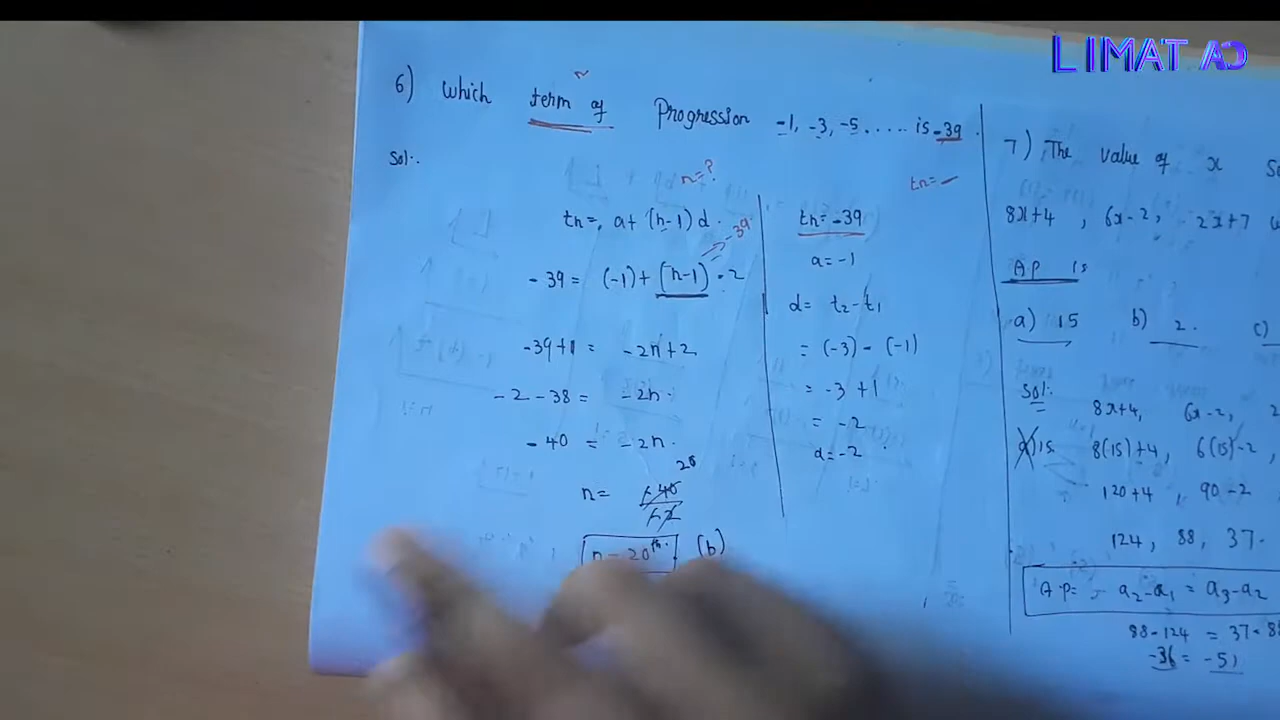 LIMAT AD
6) Which term of Progression -1, -3, -5 .... is -39.
Sol:.
n=?
tn=
tn = a + (n-1) d.
-39
-39 = (-1) + (n-1) . 2
-39+1 = -2n+2
-2 -38 = -2n.
-40 = -2n.
20
n = -40
-2
n = 20th. (b)
tn = -39
a = -1
d = t2 - t1
= (-3) - (-1)
= -3 +1
= -2
d = -2
7) The value of x
8x+4, 6x-2, 2x+7
AP is
a) 15 b) 2. c)
Sol:
8x+4, 6x-2, 2
a) 15 8(15)+4, 6(15)-2,
120+4, 90-2
124, 88, 37.
A.P = a2-a1 = a3-a2
88-124 = 37-88
-36 = -51